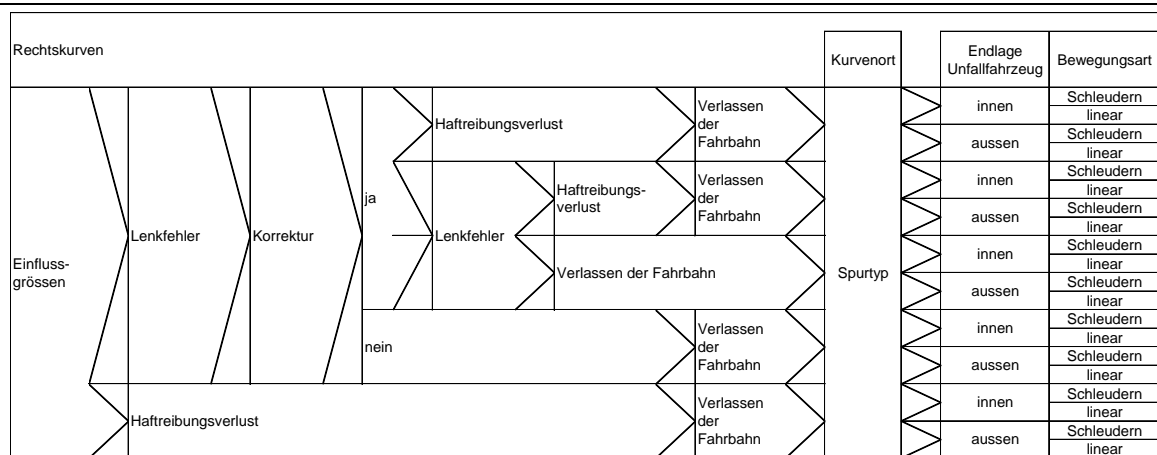 Rechtskurven
Kurvenort
Endlage
Unfallfahrzeug
Bewegungsart
Einfluss-
grössen
Lenkfehler
Korrektur
ja
nein
Haftreibungsverlust
Lenkfehler
Haftreibungs-
verlust
Verlassen der Fahrbahn
Haftreibungsverlust
Verlassen
der
Fahrbahn
Verlassen
der
Fahrbahn
Verlassen
der
Fahrbahn
Verlassen
der
Fahrbahn
Spurtyp
innen
Schleudern
linear
aussen
Schleudern
linear
innen
Schleudern
linear
aussen
Schleudern
linear
innen
Schleudern
linear
aussen
Schleudern
linear
innen
Schleudern
linear
aussen
Schleudern
linear
innen
Schleudern
linear
aussen
Schleudern
linear